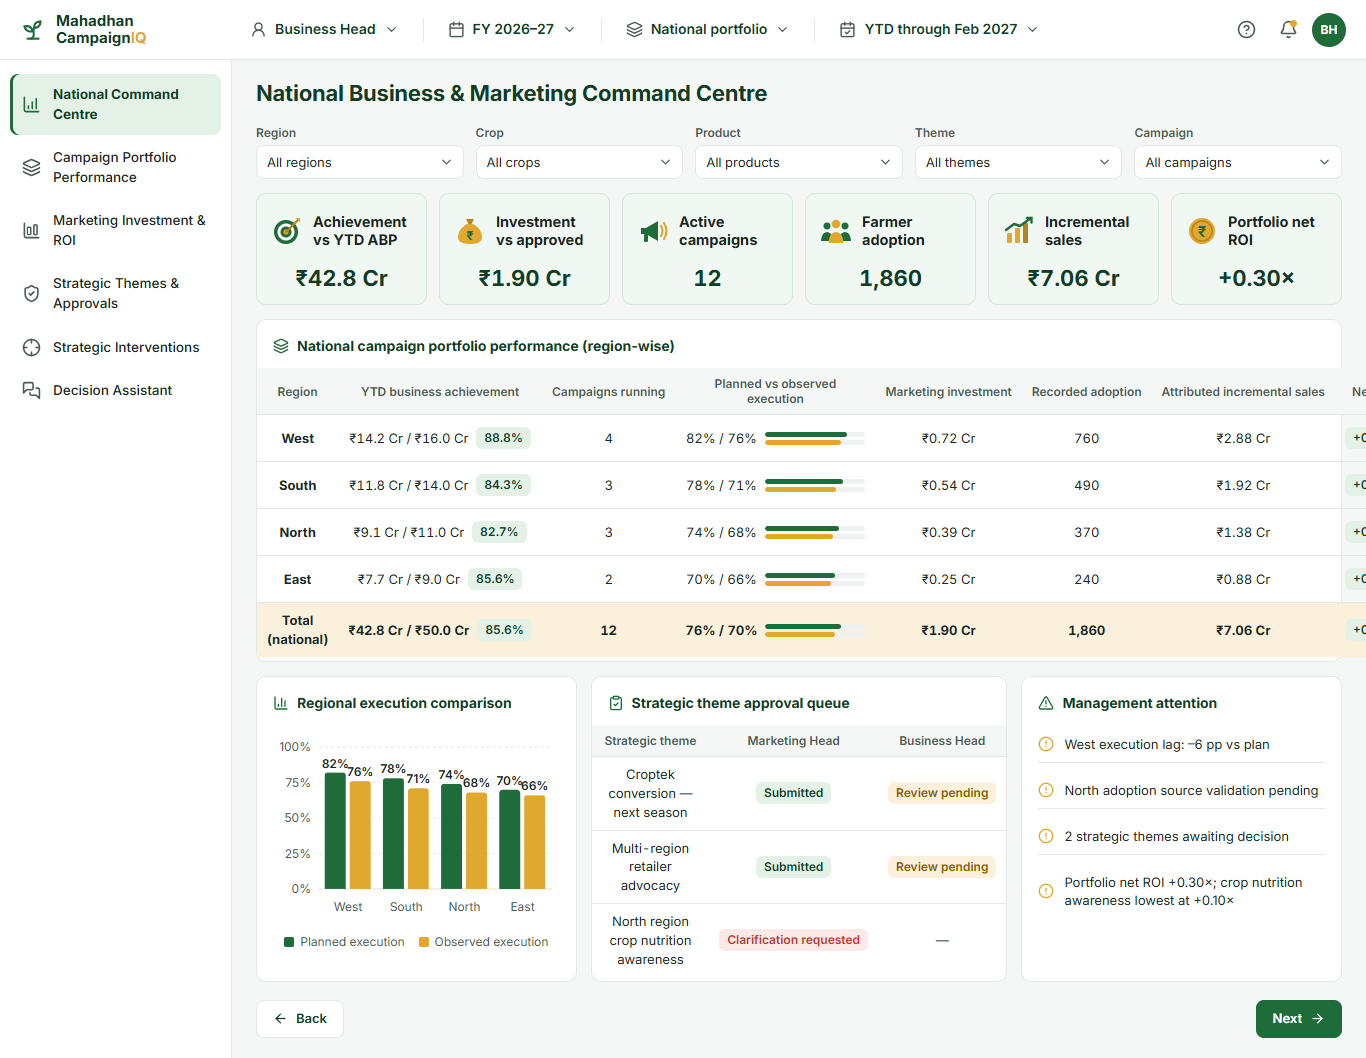 Mahadhan
CampaignIQ
Business Head
FY 2026–27
National portfolio
YTD through Feb 2027
BH
National Command
Centre
Campaign Portfolio
Performance
Marketing Investment &
ROI
Strategic Themes &
Approvals
Strategic Interventions
Decision Assistant
National Business & Marketing Command Centre
Region
Crop
Product
Theme
Campaign
All regions
All crops
All products
All themes
All campaigns
Achievement
vs YTD ABP
₹42.8 Cr
Investment
vs approved
₹1.90 Cr
Active
campaigns
12
Farmer
adoption
1,860
Incremental
sales
₹7.06 Cr
Portfolio net
ROI
+0.30×
National campaign portfolio performance (region-wise)
Region YTD business achievement Campaigns running Planned vs observed execution Marketing investment Recorded adoption Attributed incremental sales
West ₹14.2 Cr / ₹16.0 Cr 88.8% 4 82% / 76% ₹0.72 Cr 760 ₹2.88 Cr
South ₹11.8 Cr / ₹14.0 Cr 84.3% 3 78% / 71% ₹0.54 Cr 490 ₹1.92 Cr
North ₹9.1 Cr / ₹11.0 Cr 82.7% 3 74% / 68% ₹0.39 Cr 370 ₹1.38 Cr
East ₹7.7 Cr / ₹9.0 Cr 85.6% 2 70% / 66% ₹0.25 Cr 240 ₹0.88 Cr
Total
(national) ₹42.8 Cr / ₹50.0 Cr 85.6% 12 76% / 70% ₹1.90 Cr 1,860 ₹7.06 Cr
Regional execution comparison
100%
75%
50%
25%
0%
82% 76% 78% 71% 74% 68% 70% 66%
West South North East
Planned execution Observed execution
Strategic theme approval queue
Strategic theme Marketing Head Business Head
Croptek
conversion —
next season
Submitted Review pending
Multi-region
retailer
advocacy
Submitted Review pending
North region
crop nutrition
awareness
Clarification requested —
Management attention
West execution lag: –6 pp vs plan
North adoption source validation pending
2 strategic themes awaiting decision
Portfolio net ROI +0.30×; crop nutrition
awareness lowest at +0.10×
Back
Next